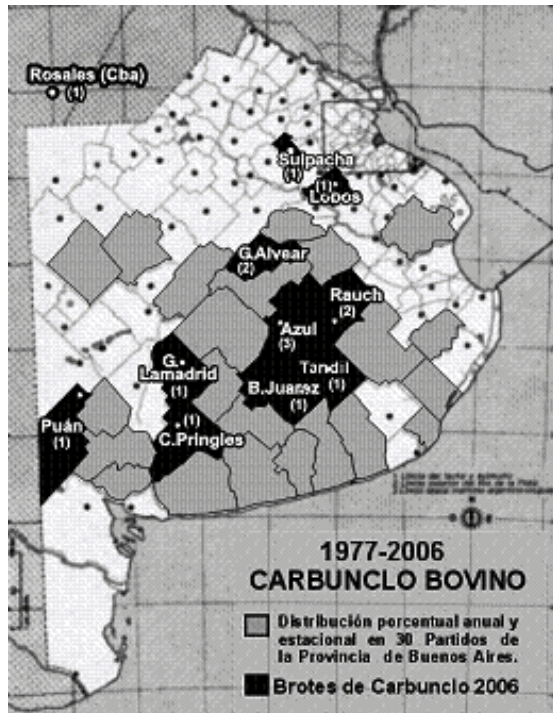 Rosales (Cba)
(1)
Suipacha
(1)
(1)
Lobos
G.Alvear
(2)
Rauch
(2)
Azul
(3)
G.
Lamadrid
(1)
Tandil
(1)
B.Juarez
(1)
Puán
(1)
(1)
C.Pringles
1977-2006
CARBUNCLO BOVINO
Distribución porcentual anual y
estacional en 30 Partidos de
la Provincia de Buenos Aires.
Brotes de Carbunclo 2006